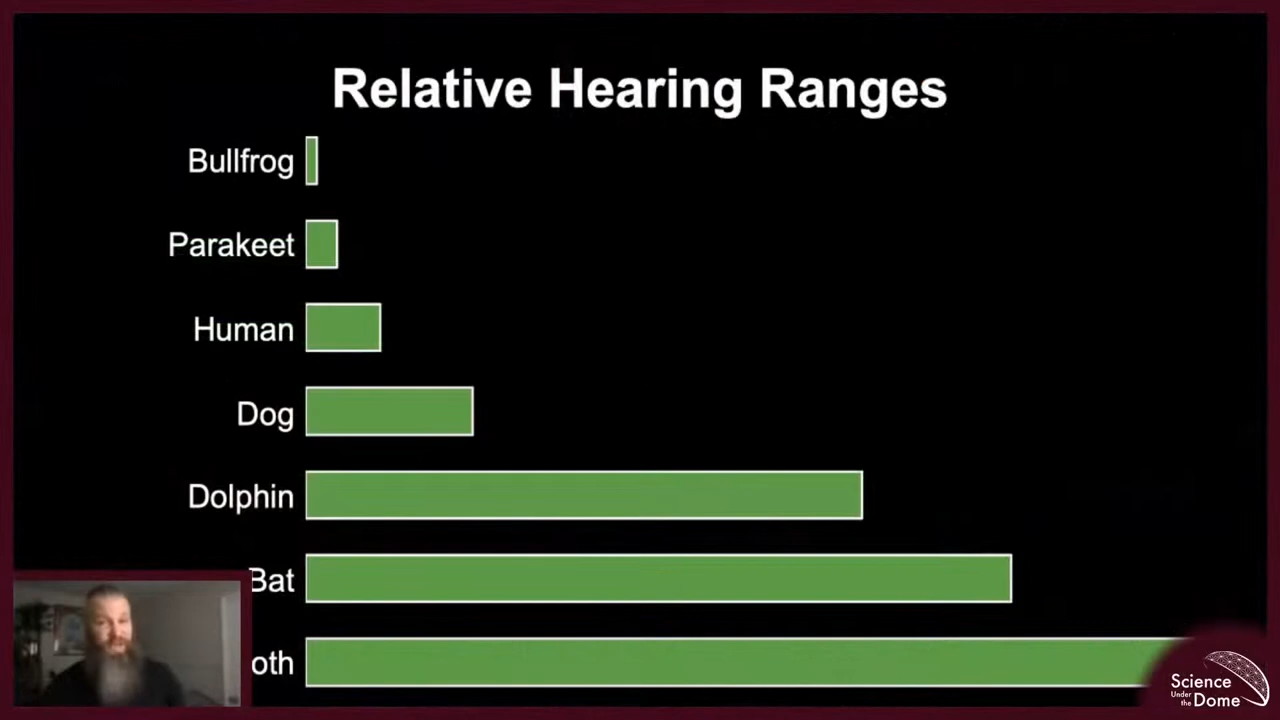 Relative Hearing Ranges
Bullfrog
Parakeet
Human
Dog
Dolphin
Bat
oth
Science
Under
the
Dome